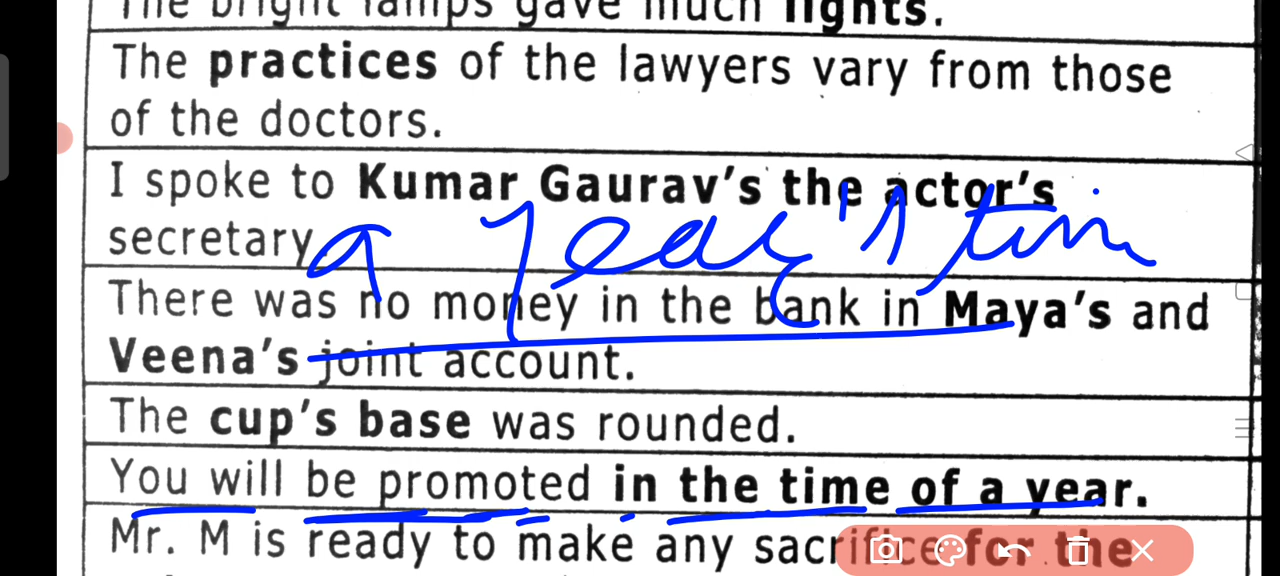 The bright lamps gave much lights.
The practices of the lawyers vary from those
of the doctors.
I spoke to Kumar Gaurav's the actor's
secretary
a year's tim
There was no money in the bank in Maya's and
Veena's joint account.
The cup's base was rounded.
You will be promoted in the time of a year.
Mr. M is ready to make any sacrifice for the